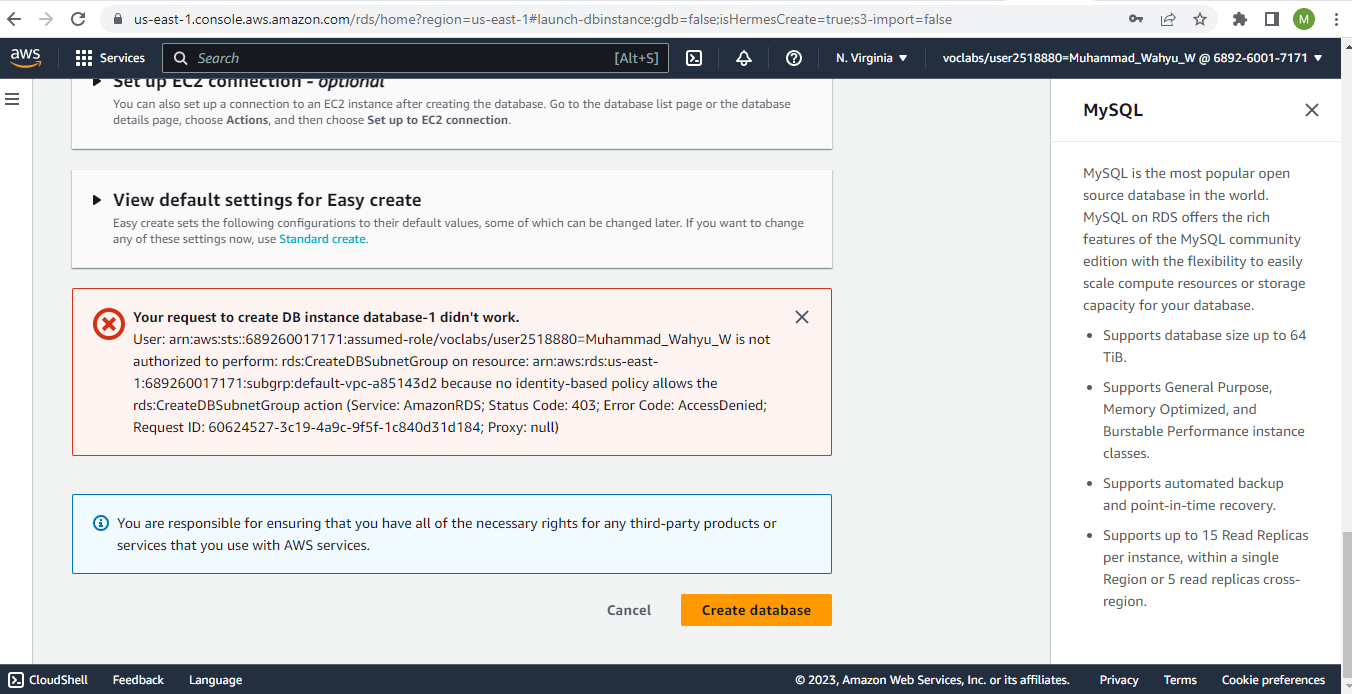 us-east-1.console.aws.amazon.com/rds/home?region=us-east-1#launch-dbinstance:gdb=false;isHermesCreate=true;s3-import=false
M
aws
Services
Search
[Alt+S]
N. Virginia
voclabs/user2518880=Muhammad_Wahyu_W @ 6892-6001-7171
Set up EC2 connection - optional
You can also set up a connection to an EC2 instance after creating the database. Go to the database list page or the database
details page, choose Actions, and then choose Set up to EC2 connection.
View default settings for Easy create
Easy create sets the following configurations to their default values, some of which can be changed later. If you want to change
any of these settings now, use Standard create.
Your request to create DB instance database-1 didn't work.
User: arn:aws:sts::689260017171:assumed-role/voclabs/user2518880=Muhammad_Wahyu_W is not
authorized to perform: rds:CreateDBSubnetGroup on resource: arn:aws:rds:us-east-
1:689260017171:subgrp:default-vpc-a85143d2 because no identity-based policy allows the
rds:CreateDBSubnetGroup action (Service: AmazonRDS; Status Code: 403; Error Code: AccessDenied;
Request ID: 60624527-3c19-4a9c-9f5f-1c840d31d184; Proxy: null)
You are responsible for ensuring that you have all of the necessary rights for any third-party products or
services that you use with AWS services.
Cancel
Create database
MySQL
MySQL is the most popular open
source database in the world.
MySQL on RDS offers the rich
features of the MySQL community
edition with the flexibility to easily
scale compute resources or storage
capacity for your database.
• Supports database size up to 64
TiB.
• Supports General Purpose,
Memory Optimized, and
Burstable Performance instance
classes.
• Supports automated backup
and point-in-time recovery.
• Supports up to 15 Read Replicas
per instance, within a single
Region or 5 read replicas cross-
region.
CloudShell
Feedback
Language
© 2023, Amazon Web Services, Inc. or its affiliates.
Privacy
Terms
Cookie preferences